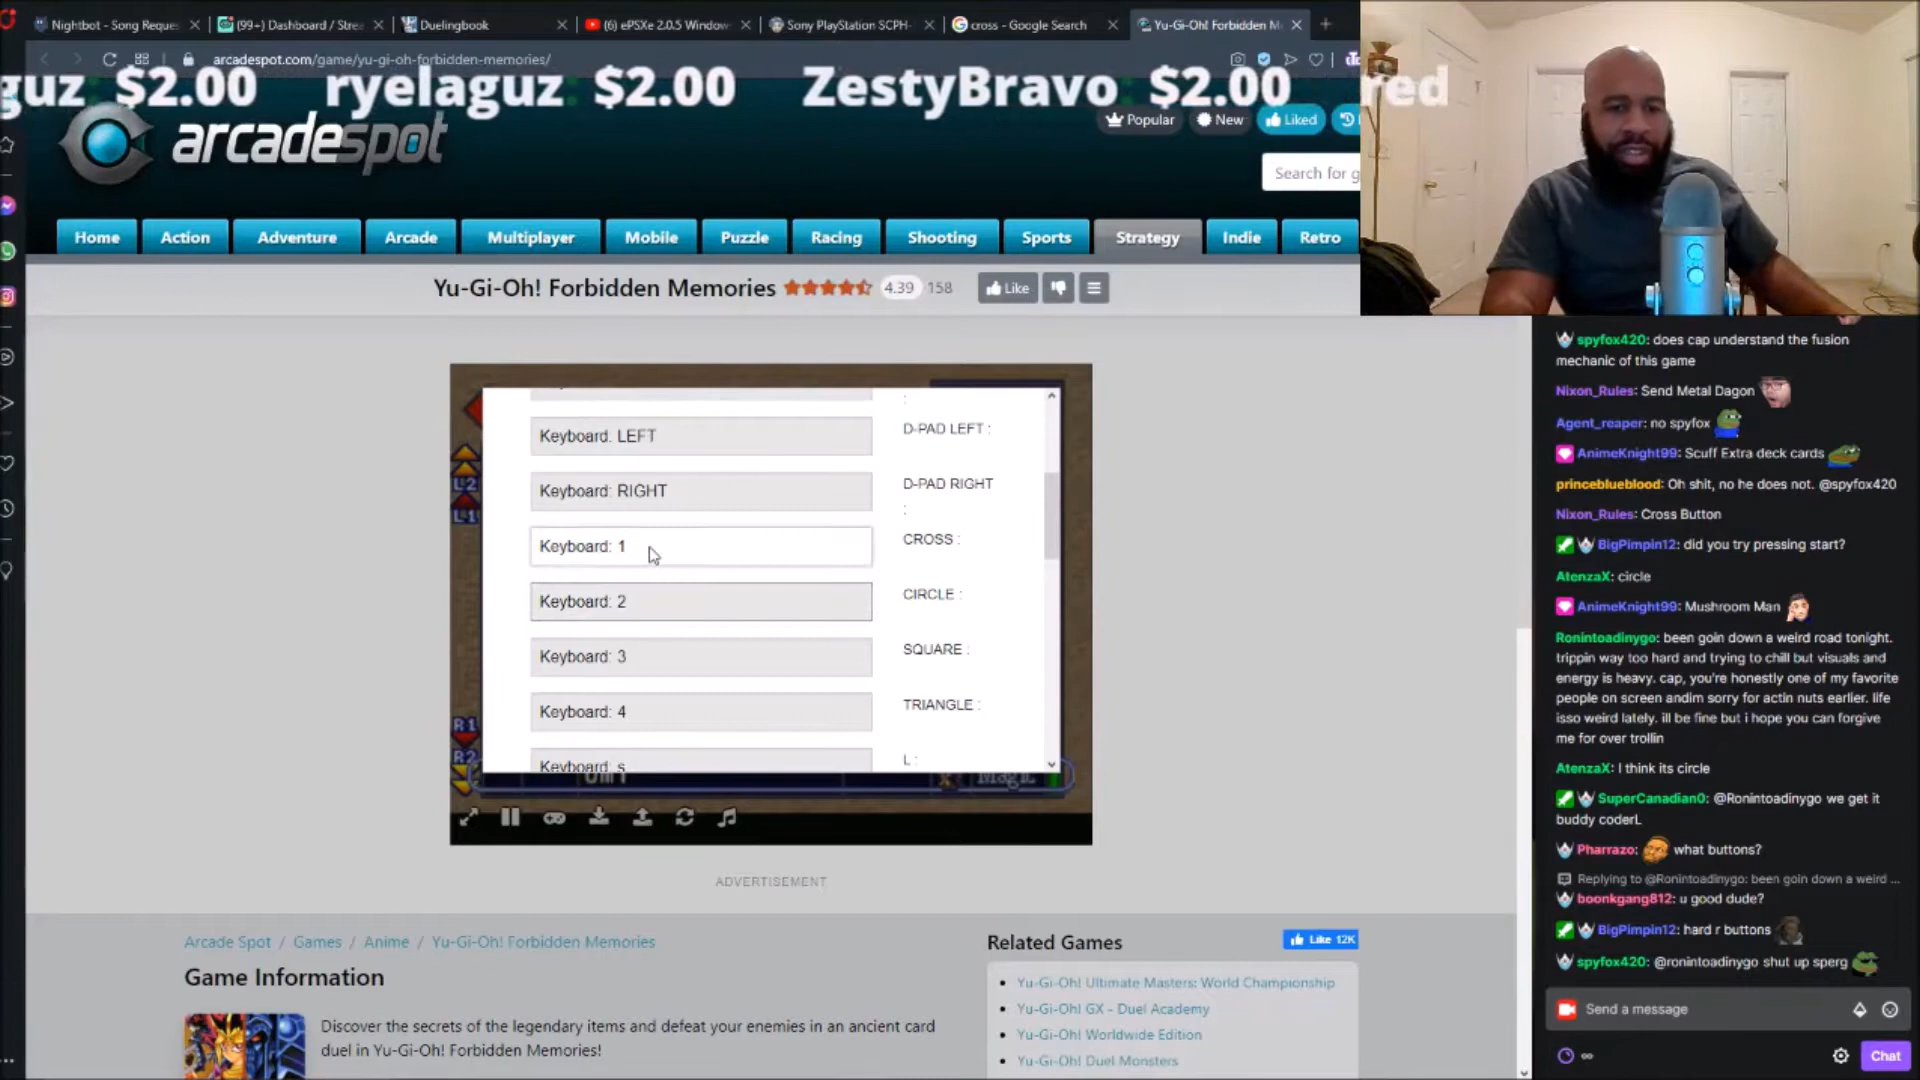 Nightbot - Song Reques
(99+) Dashboard / Strea
Duelingbook
(6) ePSXe 2.0.5 Window
Sony PlayStation SCPH-
cross - Google Search
Yu-Gi-Oh! Forbidden M
arcadespot.com/game/yu-gi-oh-forbidden-memories/
guz $2.00 ryelaguz: $2.00 ZestyBravo: $2.00 red
arcadespot
Popular
New
Liked
Search for g
Home
Action
Adventure
Arcade
Multiplayer
Mobile
Puzzle
Racing
Shooting
Sports
Strategy
Indie
Retro
Yu-Gi-Oh! Forbidden Memories
4.39
158
Like
Keyboard: LEFT
D-PAD LEFT :
Keyboard: RIGHT
D-PAD RIGHT
:
Keyboard: 1
CROSS :
Keyboard: 2
CIRCLE :
Keyboard: 3
SQUARE :
Keyboard: 4
TRIANGLE :
Keyboard: s
L :
L2
L1
R1
R2
Magic
ADVERTISEMENT
Arcade Spot / Games / Anime / Yu-Gi-Oh! Forbidden Memories
Game Information
Discover the secrets of the legendary items and defeat your enemies in an ancient card
duel in Yu-Gi-Oh! Forbidden Memories!
Related Games
Like 12K
Yu-Gi-Oh! Ultimate Masters: World Championship
Yu-Gi-Oh! GX - Duel Academy
Yu-Gi-Oh! Worldwide Edition
Yu-Gi-Oh! Duel Monsters
spyfox420: does cap understand the fusion
mechanic of this game
Nixon_Rules: Send Metal Dagon
Agent_reaper: no spyfox
AnimeKnight99: Scuff Extra deck cards
princeblueblood: Oh shit, no he does not. @spyfox420
Nixon_Rules: Cross Button
BigPimpin12: did you try pressing start?
AtenzaX: circle
AnimeKnight99: Mushroom Man
Ronintoadinygo: been goin down a weird road tonight.
trippin way too hard and trying to chill but visuals and
energy is heavy. cap, you're honestly one of my favorite
people on screen andim sorry for actin nuts earlier. life
isso weird lately. ill be fine but i hope you can forgive
me for over trollin
AtenzaX: I think its circle
SuperCanadian0: @Ronintoadinygo we get it
buddy coderL
Pharrazo: what buttons?
Replying to @Ronintoadinygo: been goin down a weird ...
boonkgang812: u good dude?
BigPimpin12: hard r buttons
spyfox420: @ronintoadinygo shut up sperg
Send a message
Chat